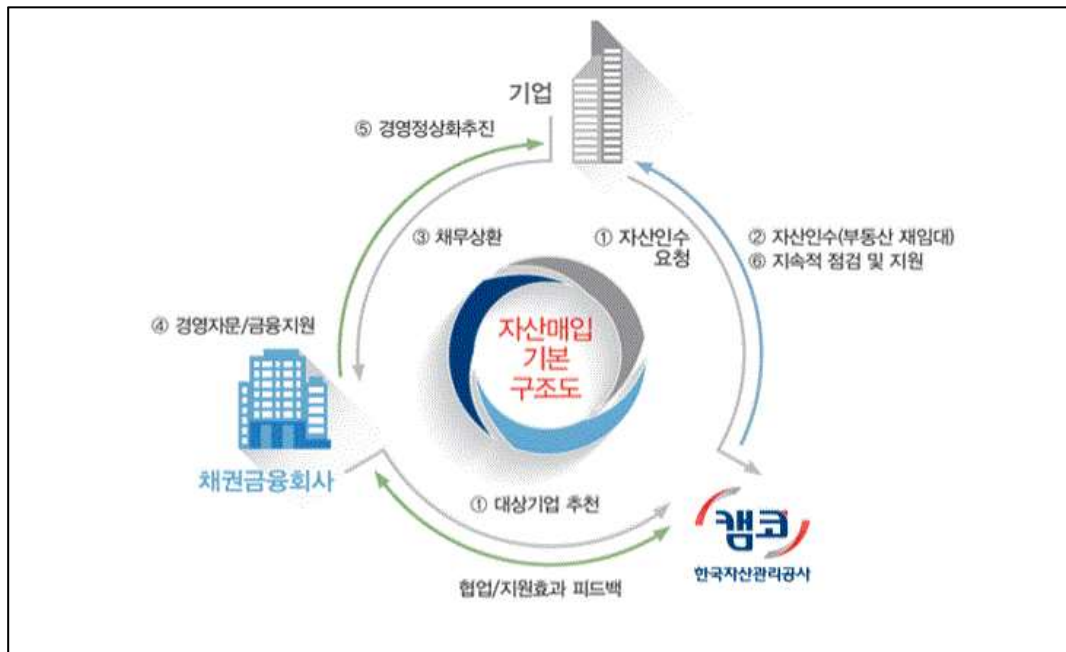 기업
⑤ 경영정상화추진
③ 채무상환
① 자산인수
요청
② 자산인수(부동산 재임대)
⑥ 지속적 점검 및 지원
자산매입
기본
구조도
④ 경영자문/금융지원
채권금융회사
① 대상기업 추천
캠코
한국자산관리공사
협업/지원효과 피드백